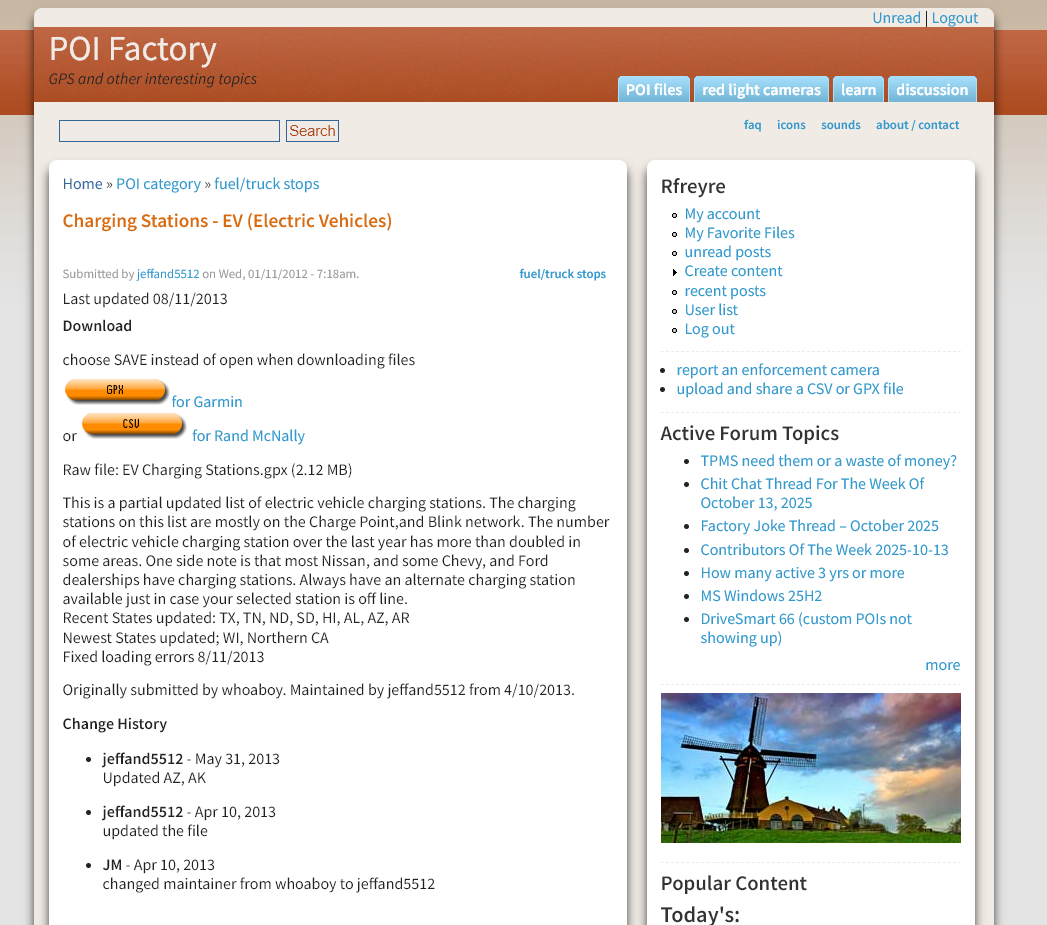 Unread | Logout
POI Factory
GPS and other interesting topics
POI files red light cameras learn discussion
Search
faq icons sounds about / contact
Home » POI category » fuel/truck stops
Charging Stations - EV (Electric Vehicles)
Submitted by jeffand5512 on Wed, 01/11/2012 - 7:18am.
fuel/truck stops
Last updated 08/11/2013
Download
choose SAVE instead of open when downloading files
GPX for Garmin
or CSV for Rand McNally
Raw file: EV Charging Stations.gpx (2.12 MB)
This is a partial updated list of electric vehicle charging stations. The charging
stations on this list are mostly on the Charge Point,and Blink network. The number
of electric vehicle charging station over the last year has more than doubled in
some areas. One side note is that most Nissan, and some Chevy, and Ford
dealerships have charging stations. Always have an alternate charging station
available just in case your selected station is off line.
Recent States updated: TX, TN, ND, SD, HI, AL, AZ, AR
Newest States updated; WI, Northern CA
Fixed loading errors 8/11/2013
Originally submitted by whoaboy. Maintained by jeffand5512 from 4/10/2013.
Change History
jeffand5512 - May 31, 2013
Updated AZ, AK
jeffand5512 - Apr 10, 2013
updated the file
JM - Apr 10, 2013
changed maintainer from whoaboy to jeffand5512
Rfreyre
My account
My Favorite Files
unread posts
Create content
recent posts
User list
Log out
report an enforcement camera
upload and share a CSV or GPX file
Active Forum Topics
TPMS need them or a waste of money?
Chit Chat Thread For The Week Of
October 13, 2025
Factory Joke Thread – October 2025
Contributors Of The Week 2025-10-13
How many active 3 yrs or more
MS Windows 25H2
DriveSmart 66 (custom POIs not
showing up)
more
Popular Content
Today's: